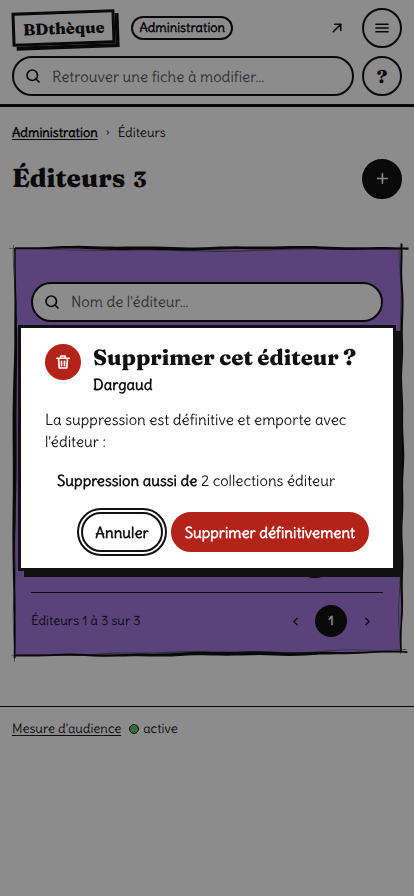 BDthèque
Administration
Retrouver une fiche à modifier...
?
Administration › Éditeurs
Éditeurs 3
+
Nom de l'éditeur...
Supprimer cet éditeur ?
Dargaud
La suppression est définitive et emporte avec
l'éditeur :
Suppression aussi de 2 collections éditeur
Annuler
Supprimer définitivement
Éditeurs 1 à 3 sur 3
‹ 1 ›
Mesure d'audience active